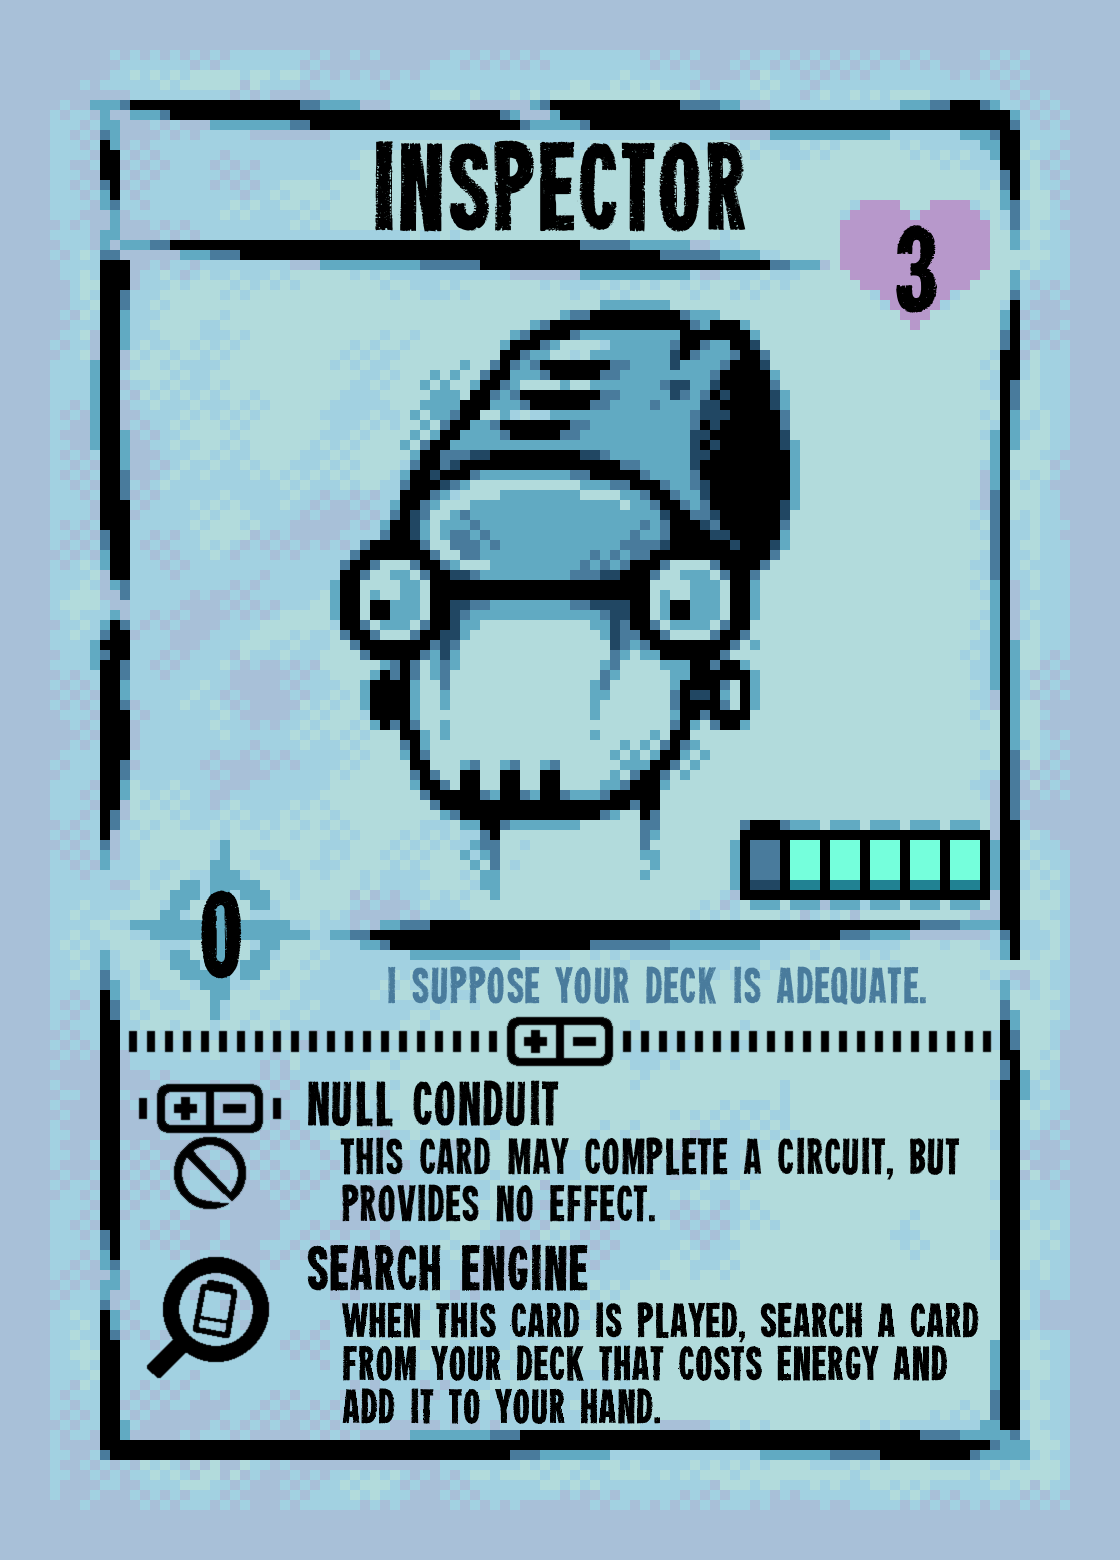 INSPECTOR
3
0
I SUPPOSE YOUR DECK IS ADEQUATE.
NULL CONDUIT
THIS CARD MAY COMPLETE A CIRCUIT, BUT
PROVIDES NO EFFECT.
SEARCH ENGINE
WHEN THIS CARD IS PLAYED, SEARCH A CARD
FROM YOUR DECK THAT COSTS ENERGY AND
ADD IT TO YOUR HAND.